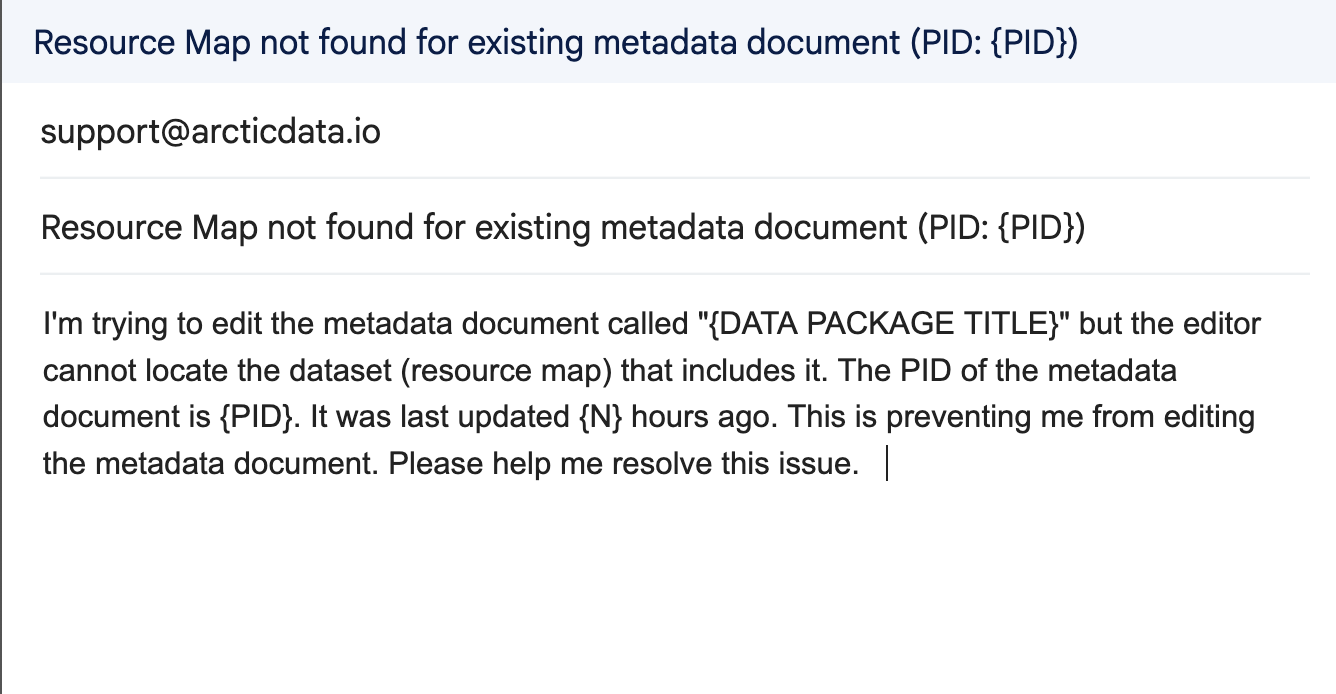 Resource Map not found for existing metadata document (PID: {PID})
support@arcticdata.io
Resource Map not found for existing metadata document (PID: {PID})
I'm trying to edit the metadata document called "{DATA PACKAGE TITLE}" but the editor
cannot locate the dataset (resource map) that includes it. The PID of the metadata
document is {PID}. It was last updated {N} hours ago. This is preventing me from editing
the metadata document. Please help me resolve this issue.